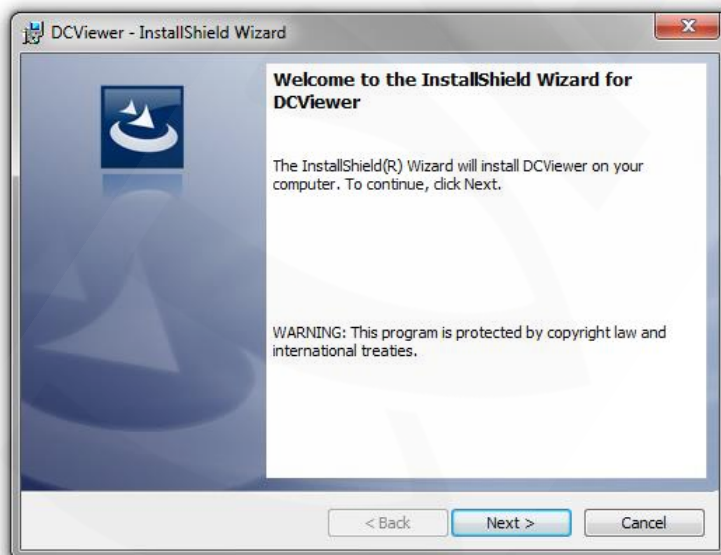 DCViewer - InstallShield Wizard
Welcome to the InstallShield Wizard for
DCViewer
The InstallShield(R) Wizard will install DCViewer on your
computer. To continue, click Next.
WARNING: This program is protected by copyright law and
international treaties.
< Back Next > Cancel